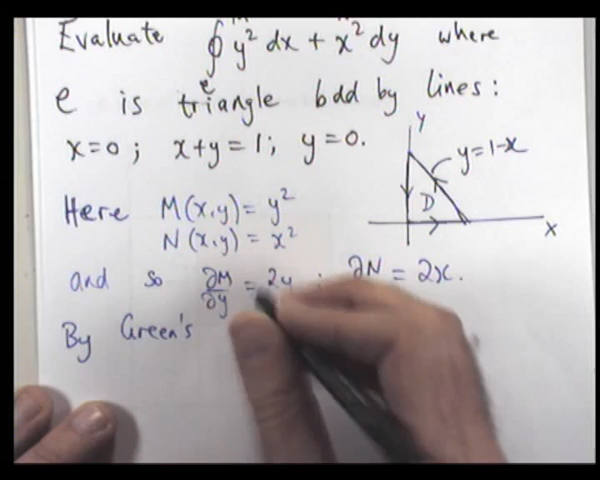 Evaluate ∮ y² dx + x² dy where
M
N
C
C is triangle bdd by lines:
x=0; x+y=1; y=0.
y
y=1-x
D
x
Here M(x,y) = y²
N(x,y) = x²
and so ∂M/∂y = 2y ; ∂N = 2x.
By Green's